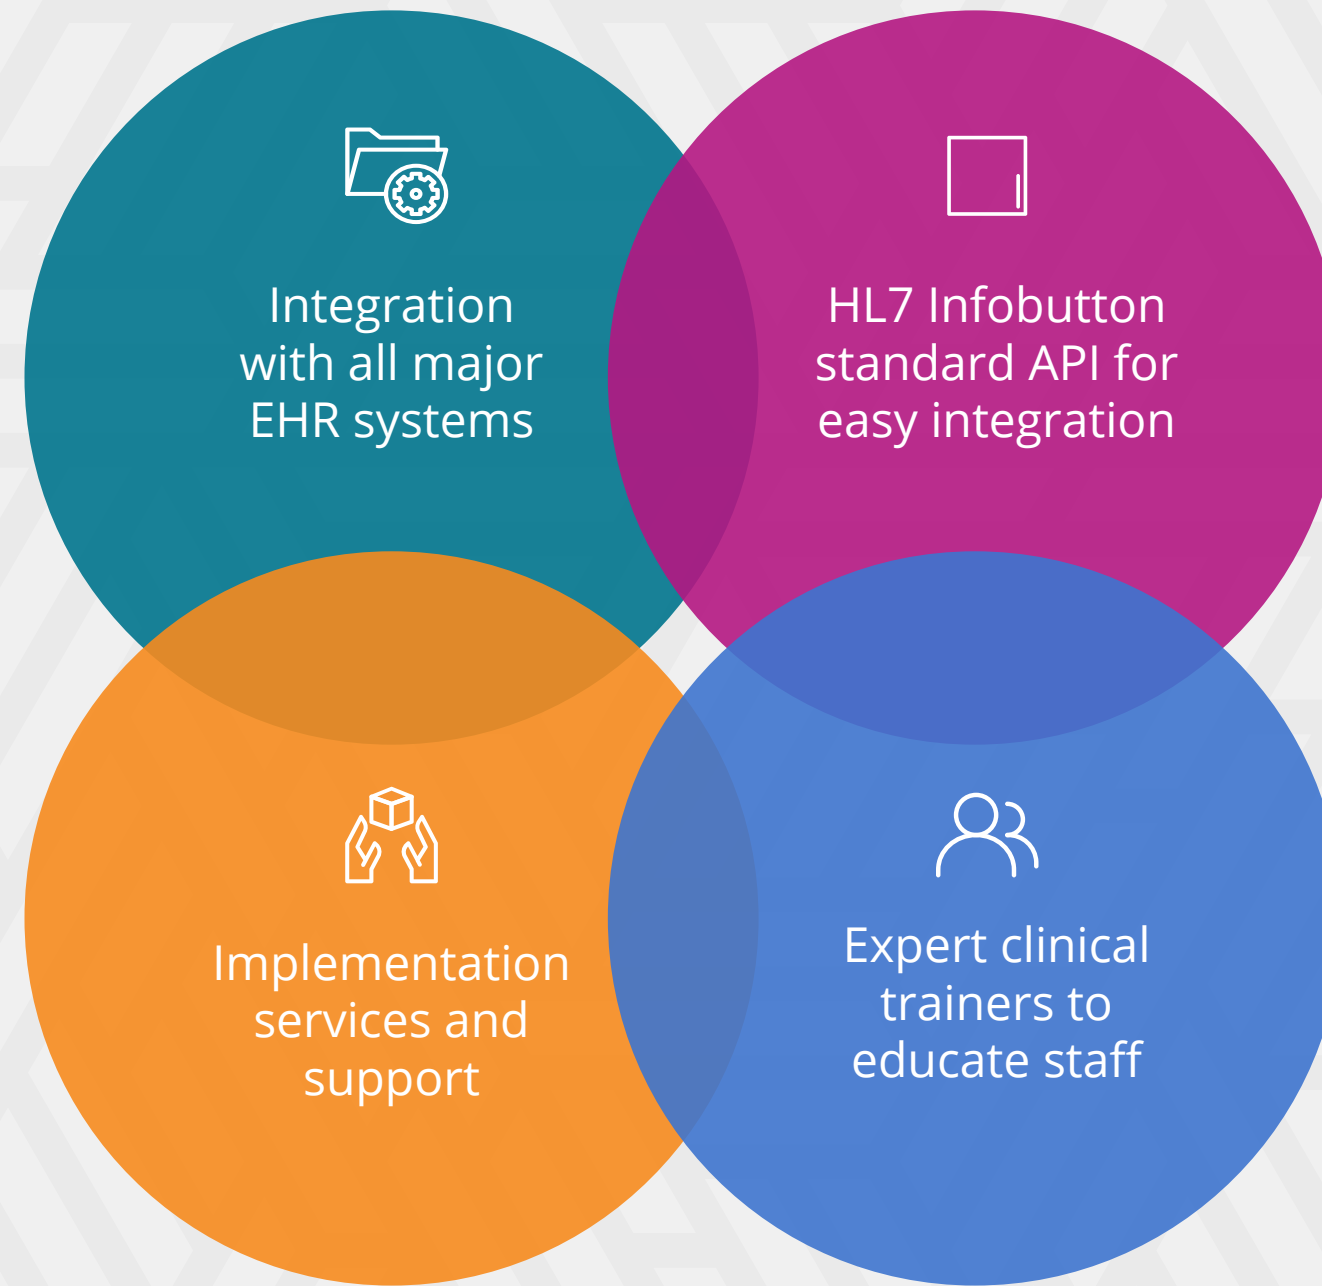 Integration
with all major
EHR systems
HL7 Infobutton
standard API for
easy integration
Implementation
services and
support
Expert clinical
trainers to
educate staff